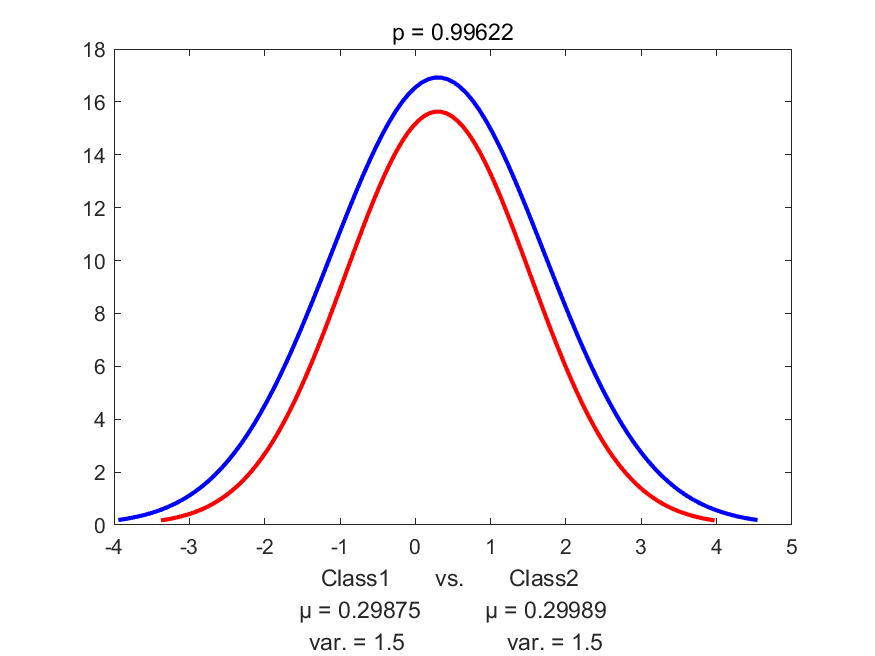 p = 0.99622
18
16
14
12
10
8
6
4
2
0
-4 -3 -2 -1 0 1 2 3 4 5
Class1 vs. Class2
μ = 0.29875 μ = 0.29989
var. = 1.5 var. = 1.5